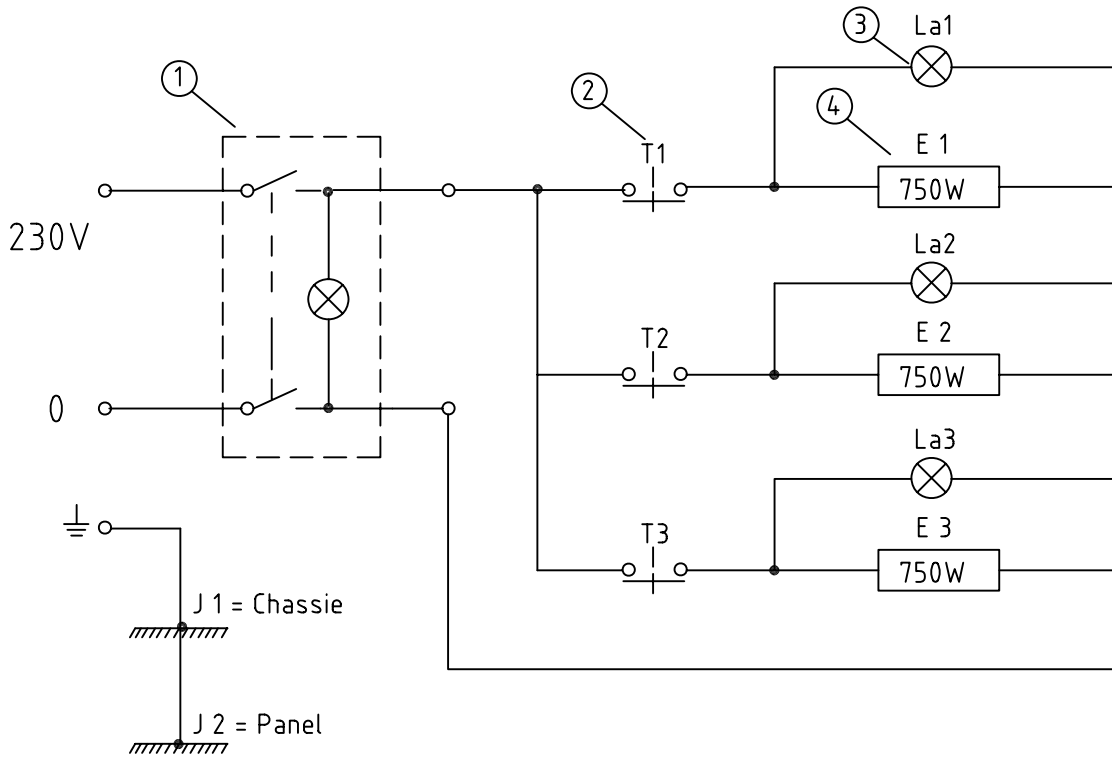 3
La1
1
2
4
T1
E 1
750W
230V
La2
T2
E 2
750W
0
La3
T3
E 3
750W
J 1 = Chassie
J 2 = Panel